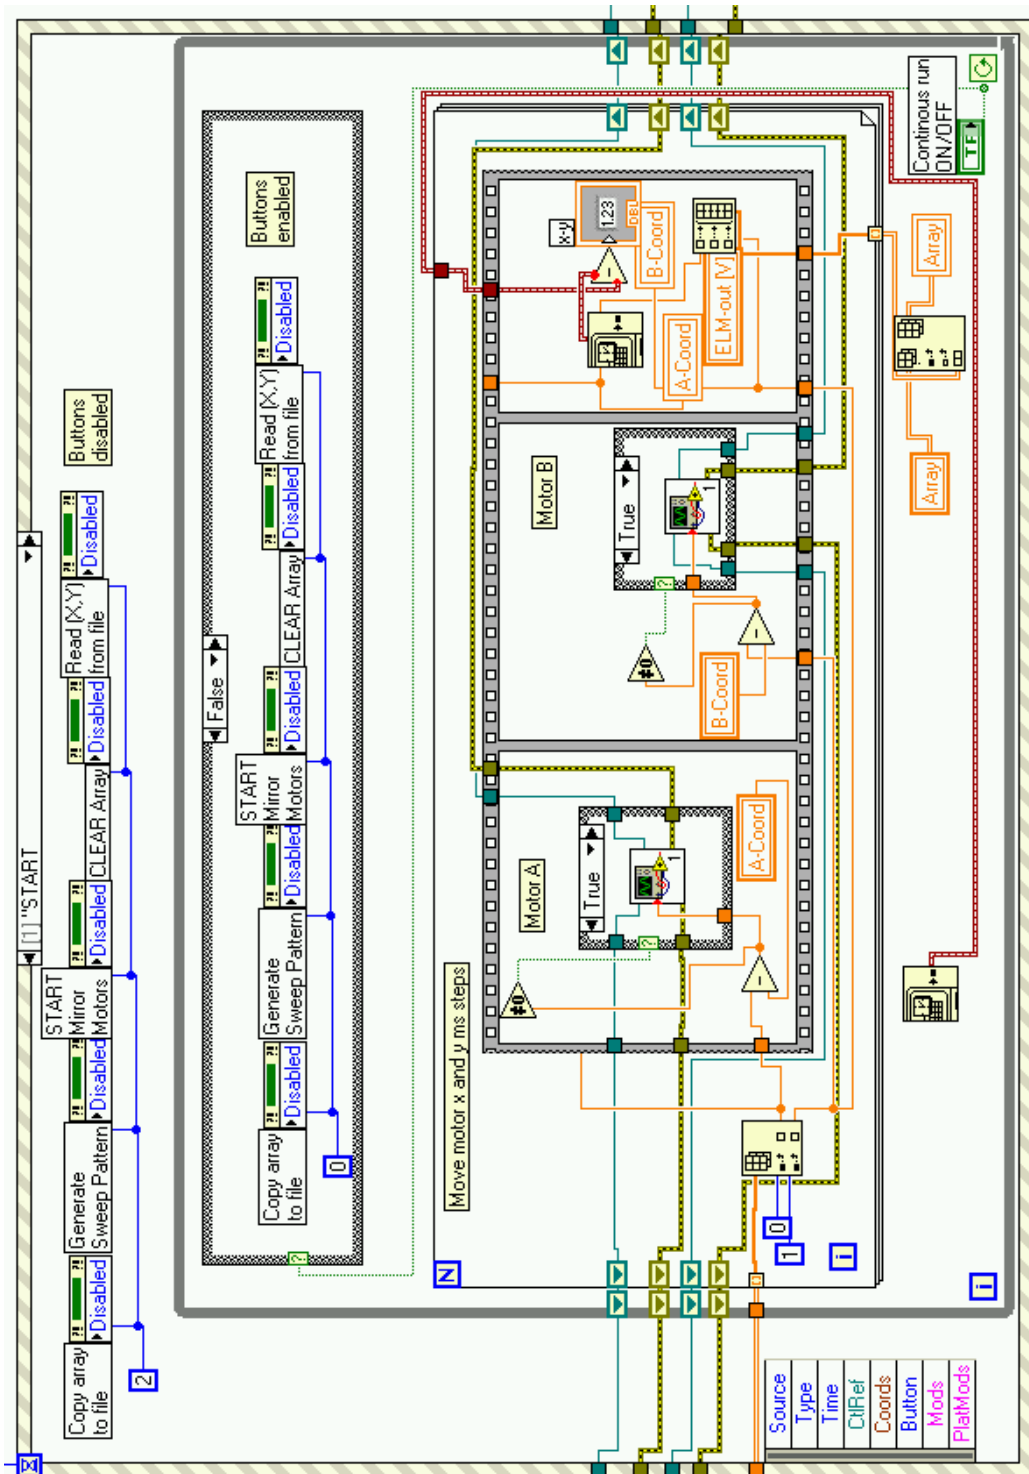 [1] "START
Copy array
to file
Disabled
Generate
Sweep Pattern
Disabled
START
Mirror
Motors
Disabled
CLEAR Array
Disabled
Read (X,Y)
from file
Disabled
Buttons
disabled
2
False
Copy array
to file
Disabled
Generate
Sweep Pattern
Disabled
START
Mirror
Motors
Disabled
CLEAR Array
Disabled
Read (X,Y)
from file
Disabled
Buttons
enabled
0
?
N
Move motor x and y ms steps
Motor A
True
?
≠0
1
-
A-Coord
Motor B
True
?
≠0
1
-
B-Coord
x-y
1.23
DBL
-
B-Coord
A-Coord
ELM-out [V]
0
1
i
i
Array
Array
Continous run
ON/OFF
TF
Source
Type
Time
CtlRef
Coords
Button
Mods
PlatMods